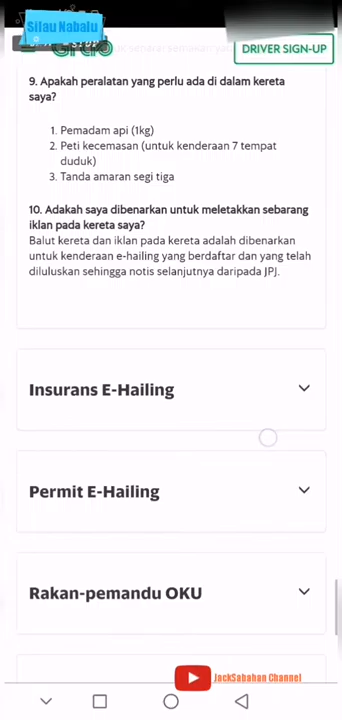 Silau Nabalu
Grab
DRIVER SIGN-UP
9. Apakah peralatan yang perlu ada di dalam kereta
saya?
1. Pemadam api (1kg)
2. Peti kecemasan (untuk kenderaan 7 tempat
duduk)
3. Tanda amaran segi tiga
10. Adakah saya dibenarkan untuk meletakkan sebarang
iklan pada kereta saya?
Balut kereta dan iklan pada kereta adalah dibenarkan
untuk kenderaan e-hailing yang berdaftar dan yang telah
diluluskan sehingga notis selanjutnya daripada JPJ.
Insurans E-Hailing
Permit E-Hailing
Rakan-pemandu OKU
JackSabahan Channel